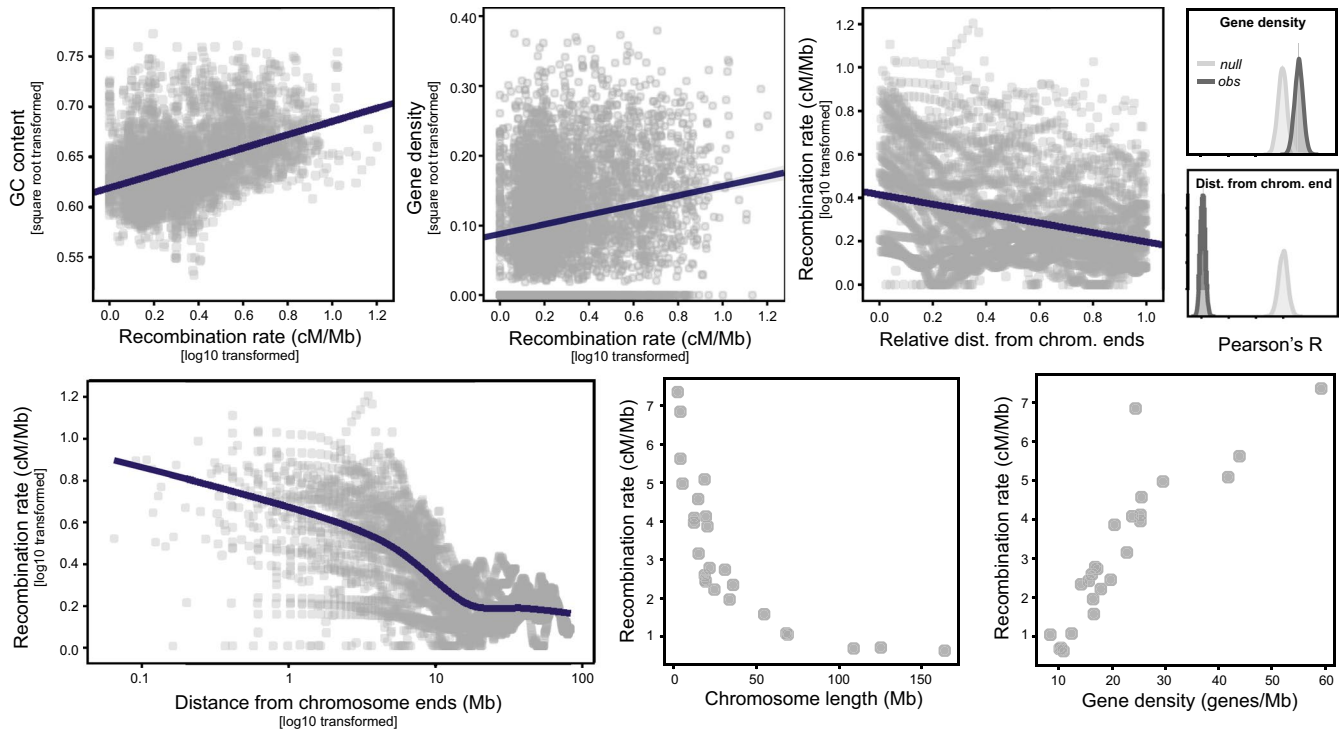 GC content
[square root transformed]
0.75
0.70
0.65
0.60
0.55
0.0 0.2 0.4 0.6 0.8 1.0 1.2
Recombination rate (cM/Mb)
[log10 transformed]
Gene density
[square root transformed]
0.40
0.30
0.20
0.10
0.00
0.0 0.2 0.4 0.6 0.8 1.0 1.2
Recombination rate (cM/Mb)
[log10 transformed]
Recombination rate (cM/Mb)
[log10 transformed]
1.2
1.0
0.8
0.6
0.4
0.2
0.0
0.0 0.2 0.4 0.6 0.8 1.0
Relative dist. from chrom. ends
Gene density
null
obs
Dist. from chrom. end
Pearson's R
Recombination rate (cM/Mb)
[log10 transformed]
1.2
1.0
0.8
0.6
0.4
0.2
0.0
0.1 1 10 100
Distance from chromosome ends (Mb)
[log10 transformed]
Recombination rate (cM/Mb)
7
6
5
4
3
2
1
0 50 100 150
Chromosome length (Mb)
Recombination rate (cM/Mb)
7
6
5
4
3
2
1
10 20 30 40 50 60
Gene density (genes/Mb)